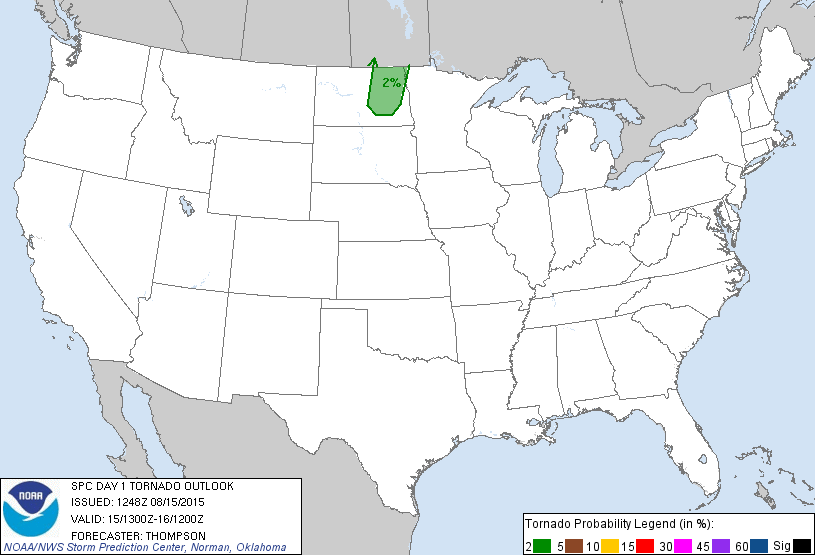 2%
NOAA
SPC DAY 1 TORNADO OUTLOOK
ISSUED: 1248Z 08/15/2015
VALID: 15/1300Z-16/1200Z
FORECASTER: THOMPSON
NOAA/NWS Storm Prediction Center, Norman, Oklahoma
Tornado Probability Legend (in %):
2 5 10 15 30 45 60 Sig